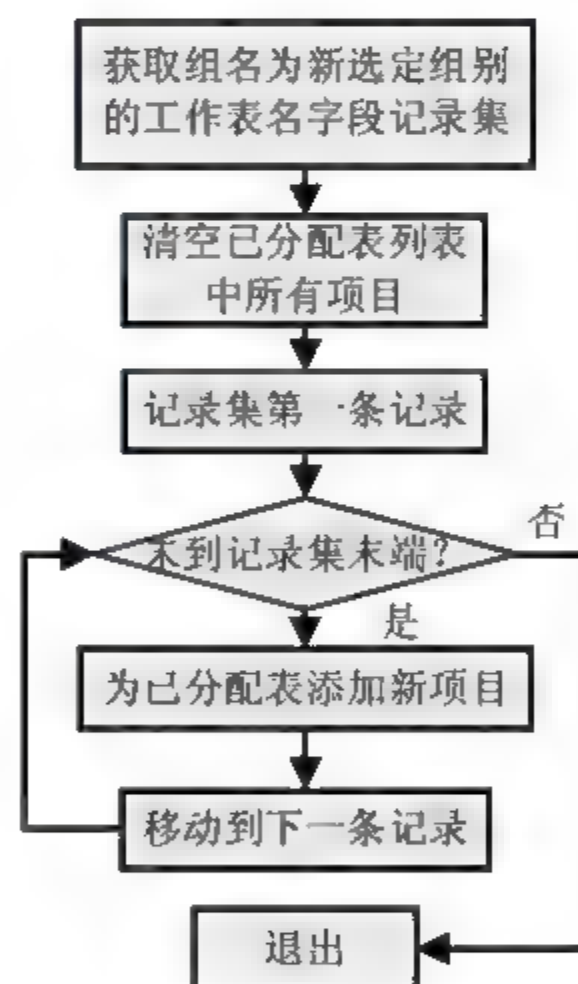 获取组名为新选定组别
的工作表名字段记录集
清空已分配表列表
中所有项目
记录集第一条记录
未到记录集末端?
否
是
为已分配表添加新项目
移动到下一条记录
退出